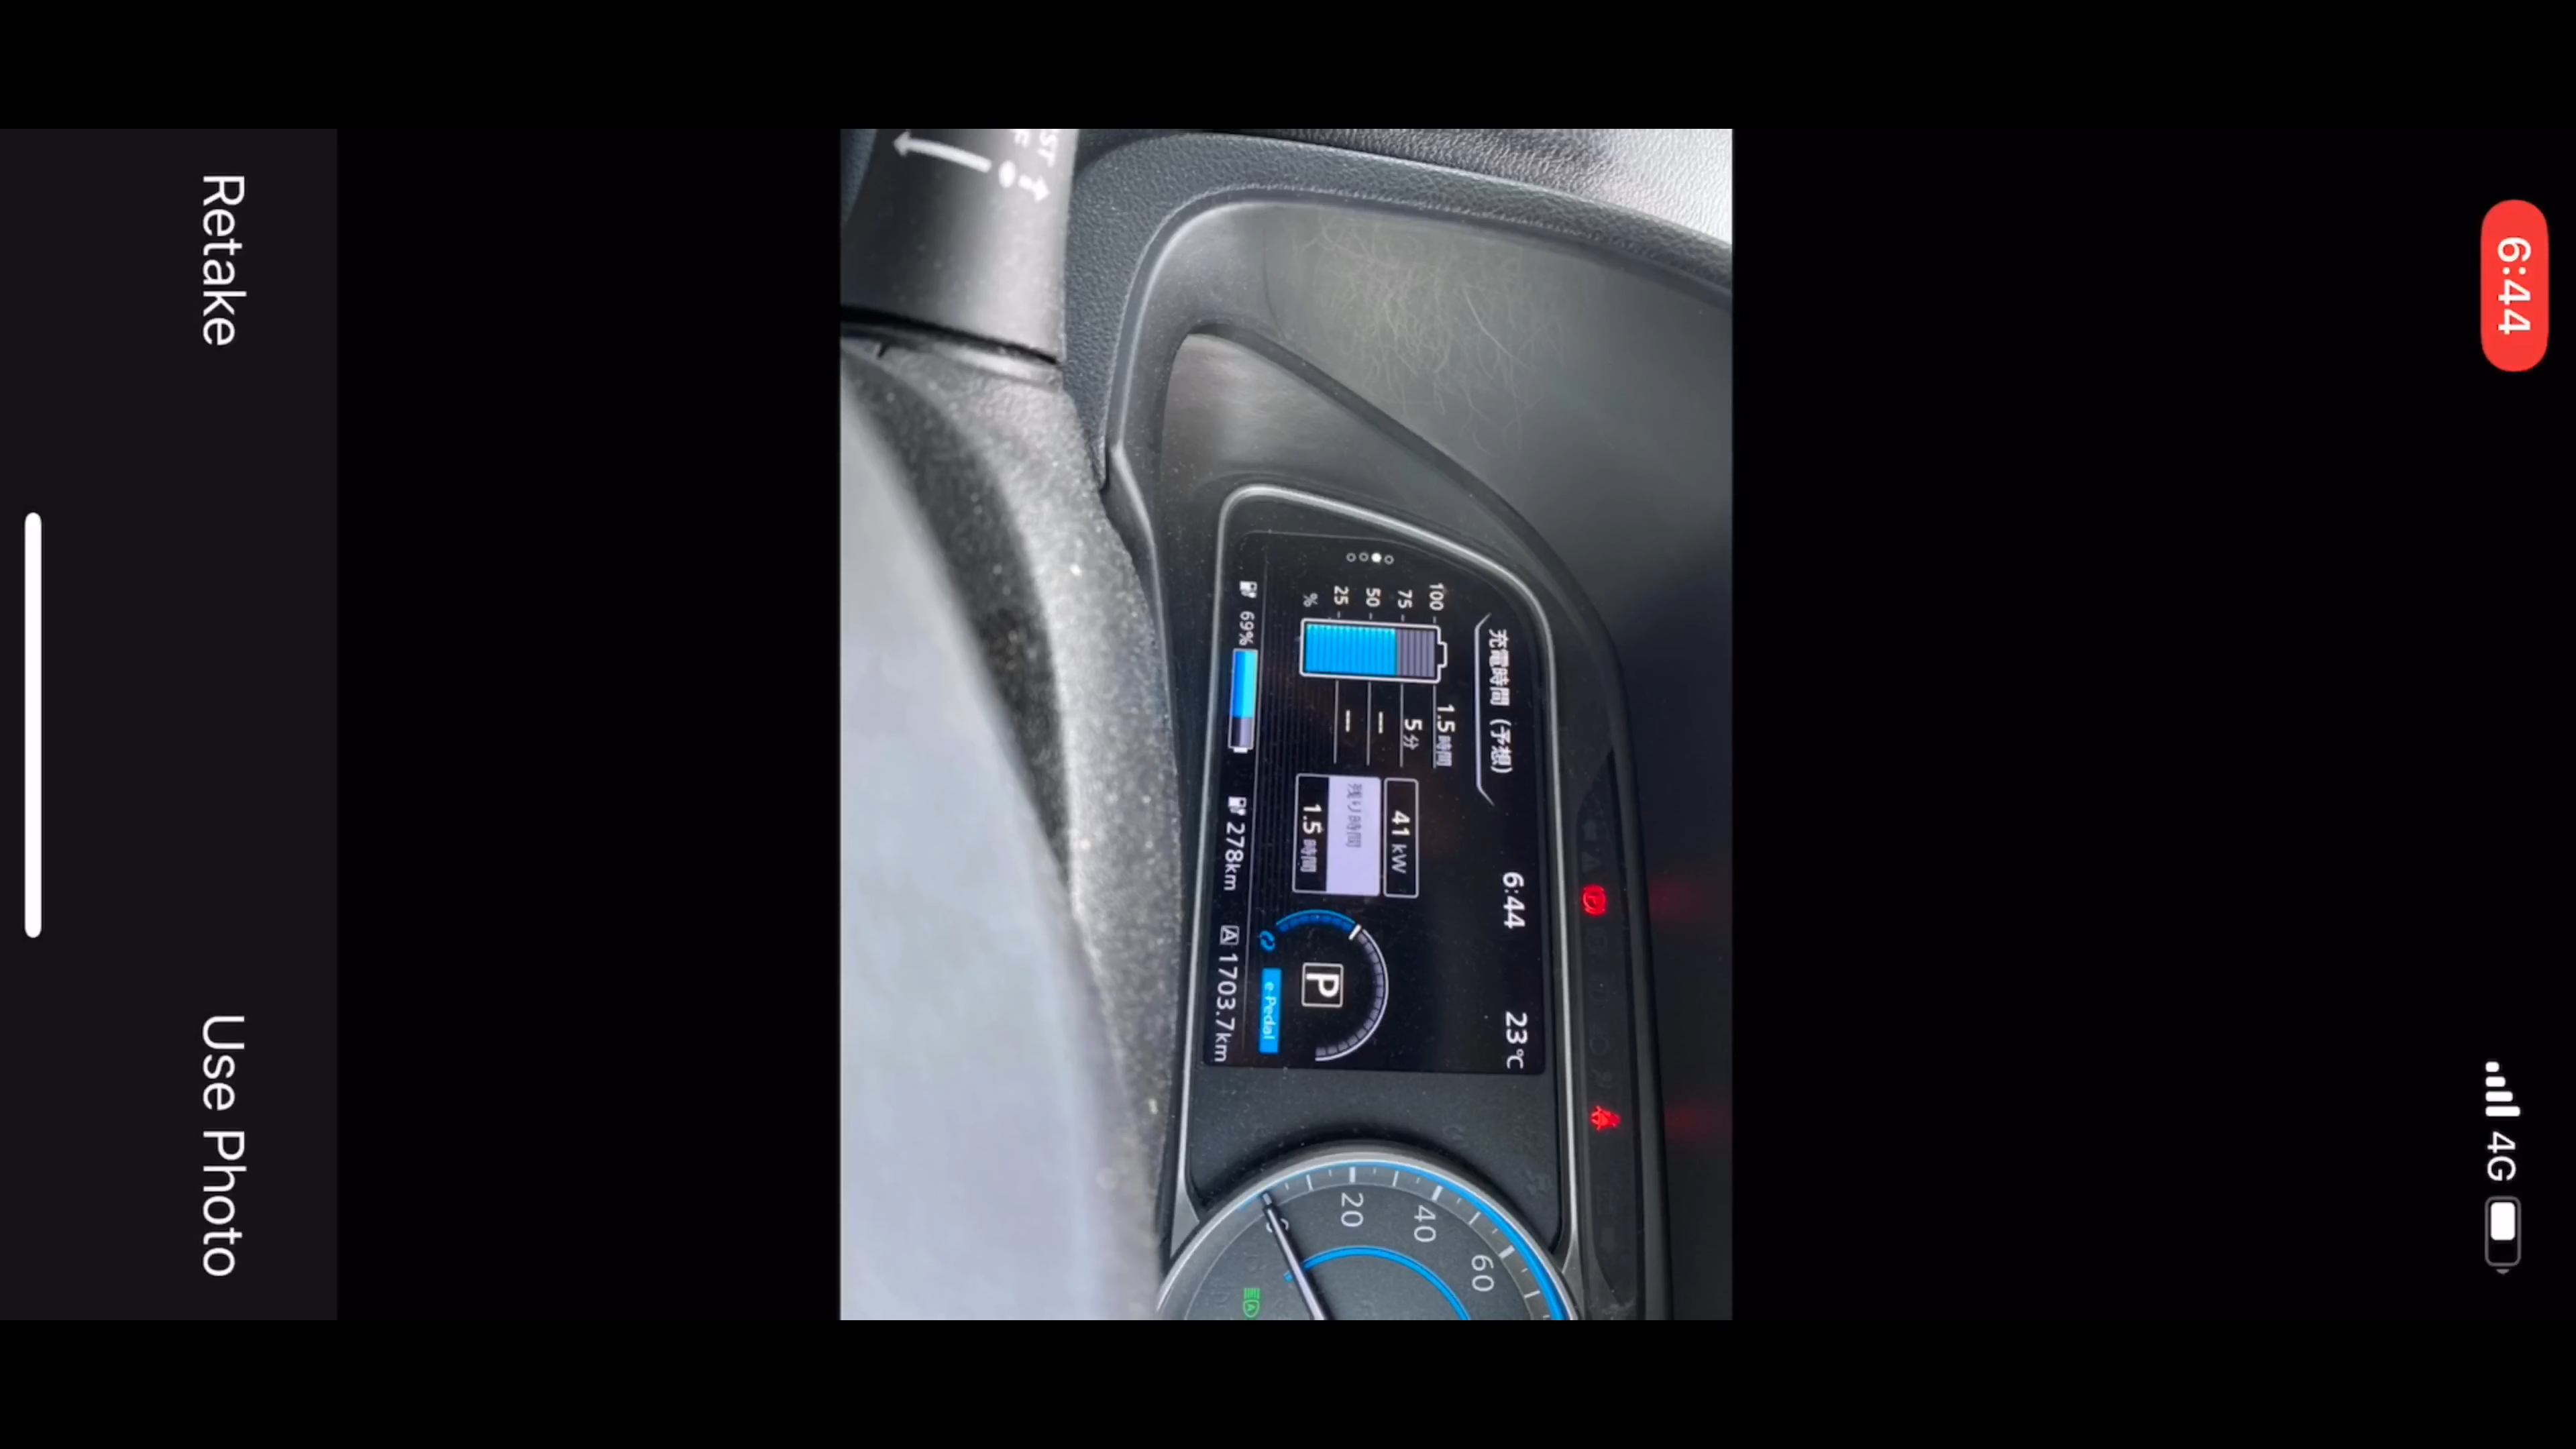 6:44
4G
ST
充電時間 (予想)
6:44
23℃
100
75
50
25
%
1.5時間
5分
--
--
41 kW
残り時間
1.5時間
P
e-Pedal
69%
278km
A 1703.7km
0
20
40
60
Retake
Use Photo